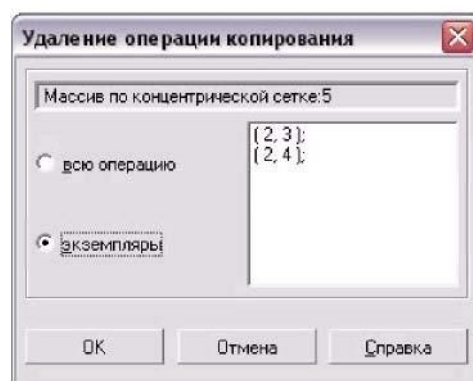 Удаление операции копирования
Массив по концентрической сетке:5
всю операцию
экземпляры
( 2, 3 );
( 2, 4 );
OK
Отмена
Справка